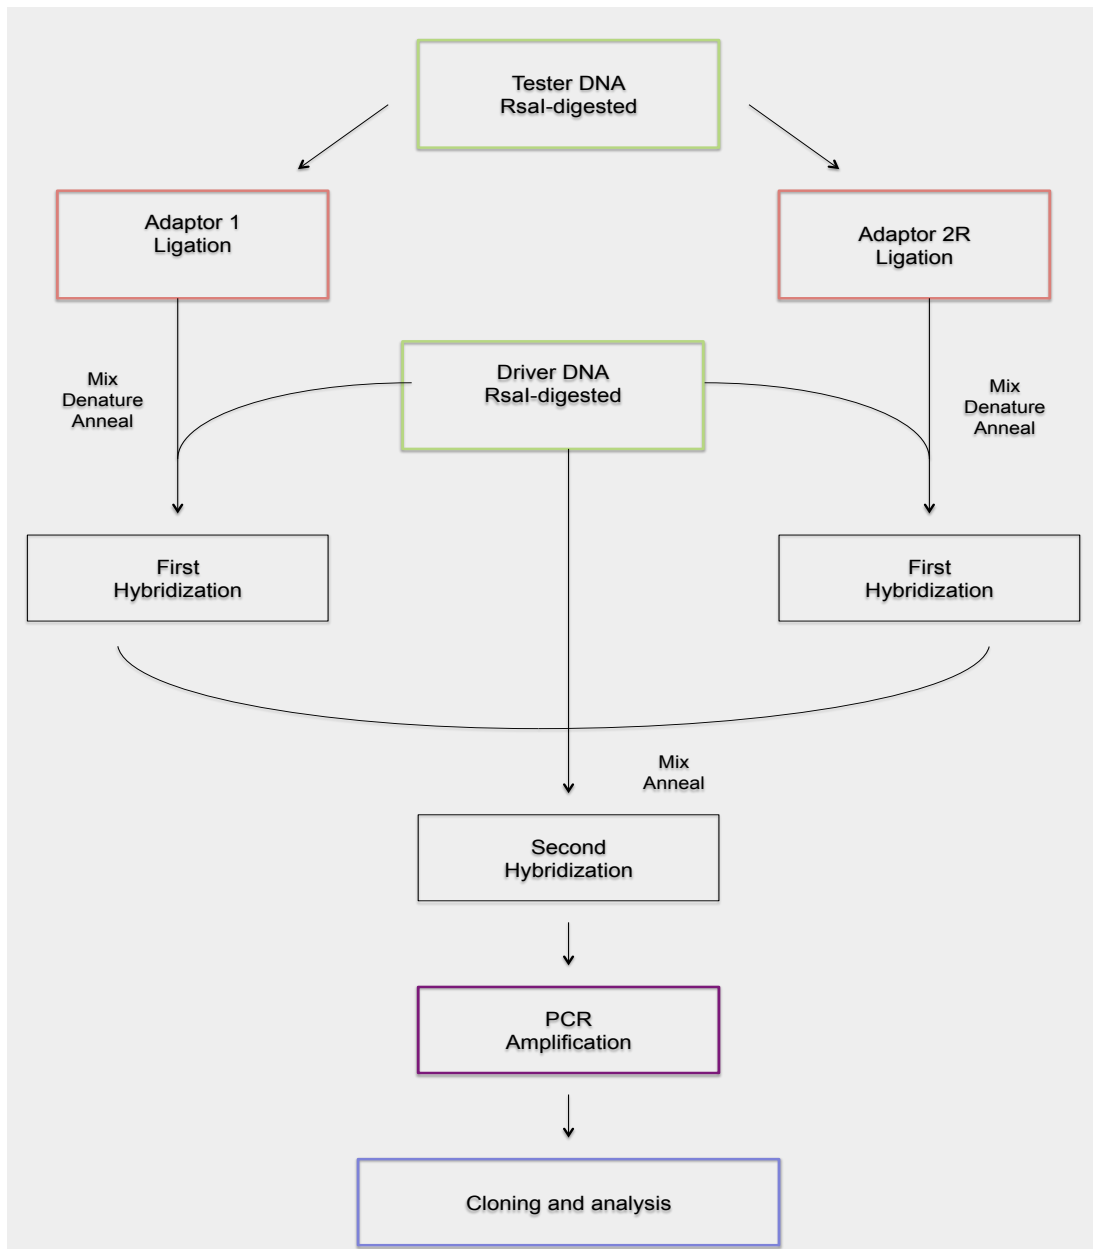 Tester DNA
RsaI-digested
Adaptor 1
Ligation
Adaptor 2R
Ligation
Driver DNA
RsaI-digested
Mix
Denature
Anneal
Mix
Denature
Anneal
First
Hybridization
First
Hybridization
Mix
Anneal
Second
Hybridization
PCR
Amplification
Cloning and analysis